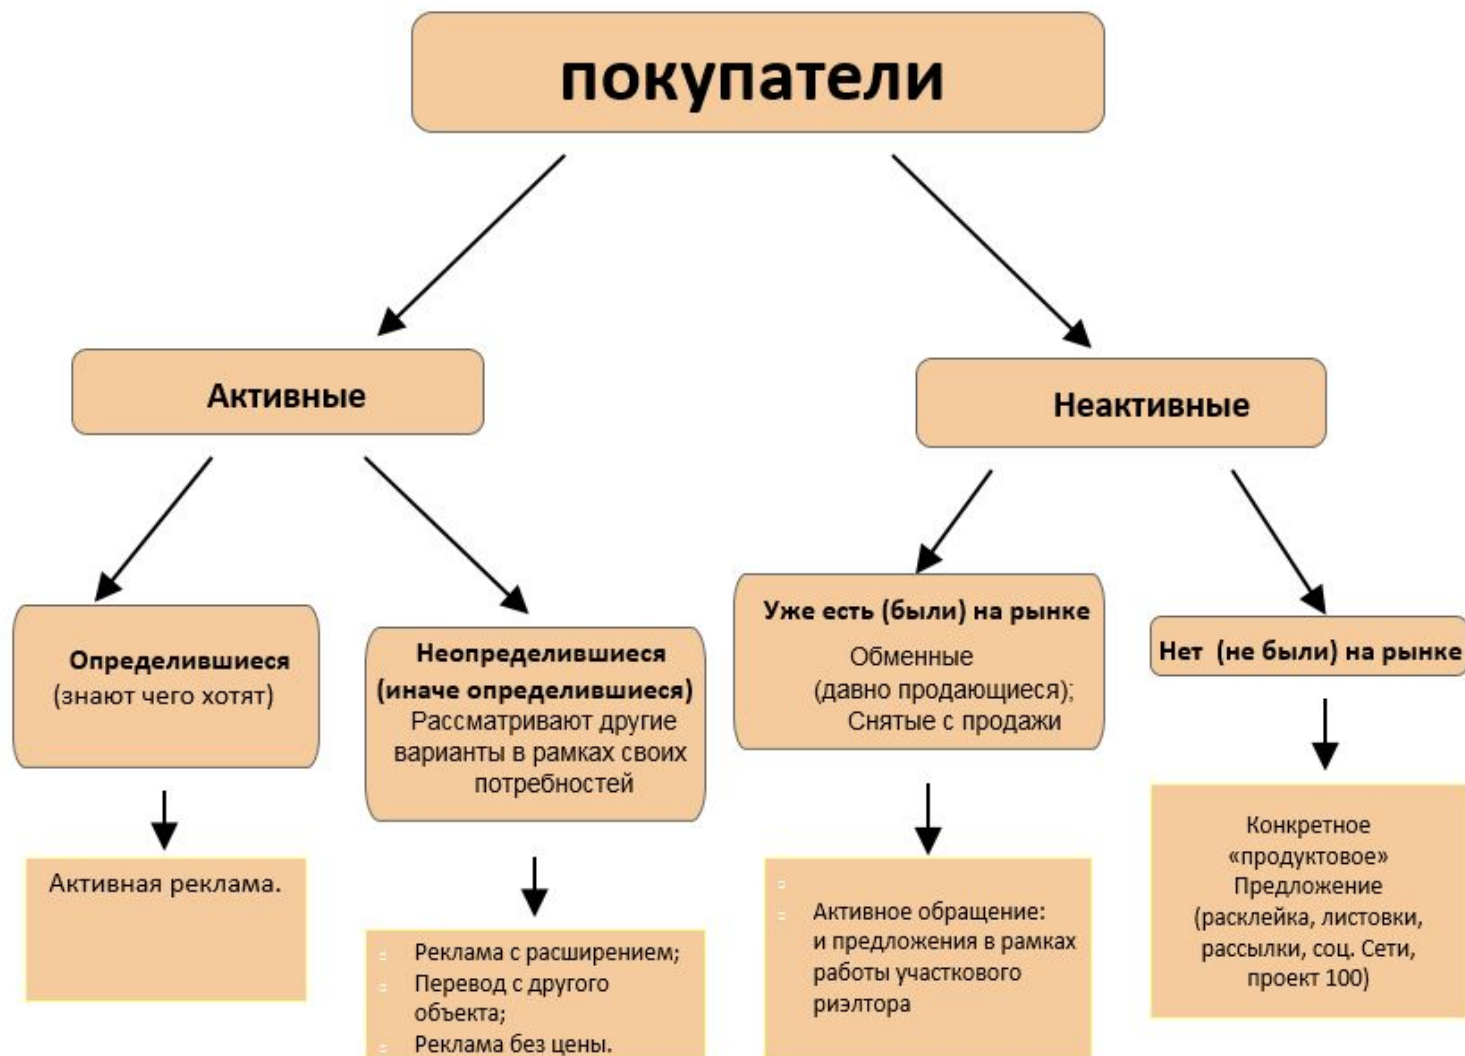 покупатели
Активные
Неактивные
Определившиеся
(знают чего хотят)
Неопределившиеся
(иначе определившиеся)
Рассматривают другие
варианты в рамках своих
потребностей
Уже есть (были) на рынке
Обменные
(давно продающиеся);
Снятые с продажи
Нет (не были) на рынке
Активная реклама.
Реклама с расширением;
Перевод с другого
объекта;
Реклама без цены.
Активное обращение:
и предложения в рамках
работы участкового
риэлтора
Конкретное
«продуктовое»
Предложение
(расклейка, листовки,
рассылки, соц. Сети,
проект 100)